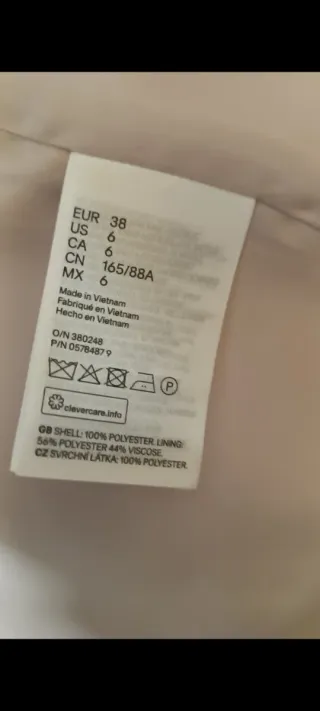 EUR 38
US 6
CA 6
CN 165/88A
MX 6
Made in Vietnam
Fabriqué en Vietnam
Hecho en Vietnam
O/N 380248
P/N 0578487 9
P
clevercare.info
GB SHELL: 100% POLYESTER. LINING:
56% POLYESTER 44% VISCOSE.
CZ SVRCHNÍ LÁTKA: 100% POLYESTER.